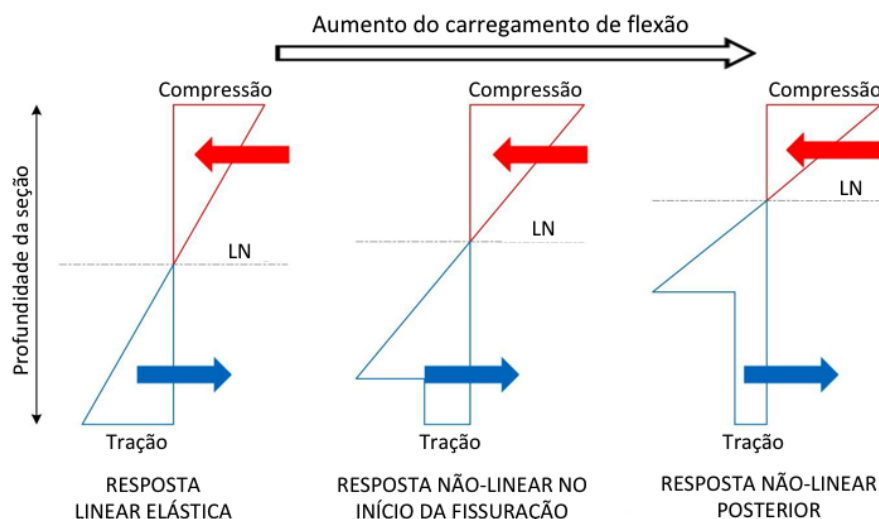 Aumento do carregamento de flexão
Compressão
Compressão
Compressão
Profundidade da seção
LN
LN
LN
Tração
Tração
Tração
RESPOSTA
LINEAR ELÁSTICA
RESPOSTA NÃO-LINEAR NO
INÍCIO DA FISSURAÇÃO
RESPOSTA NÃO-LINEAR
POSTERIOR